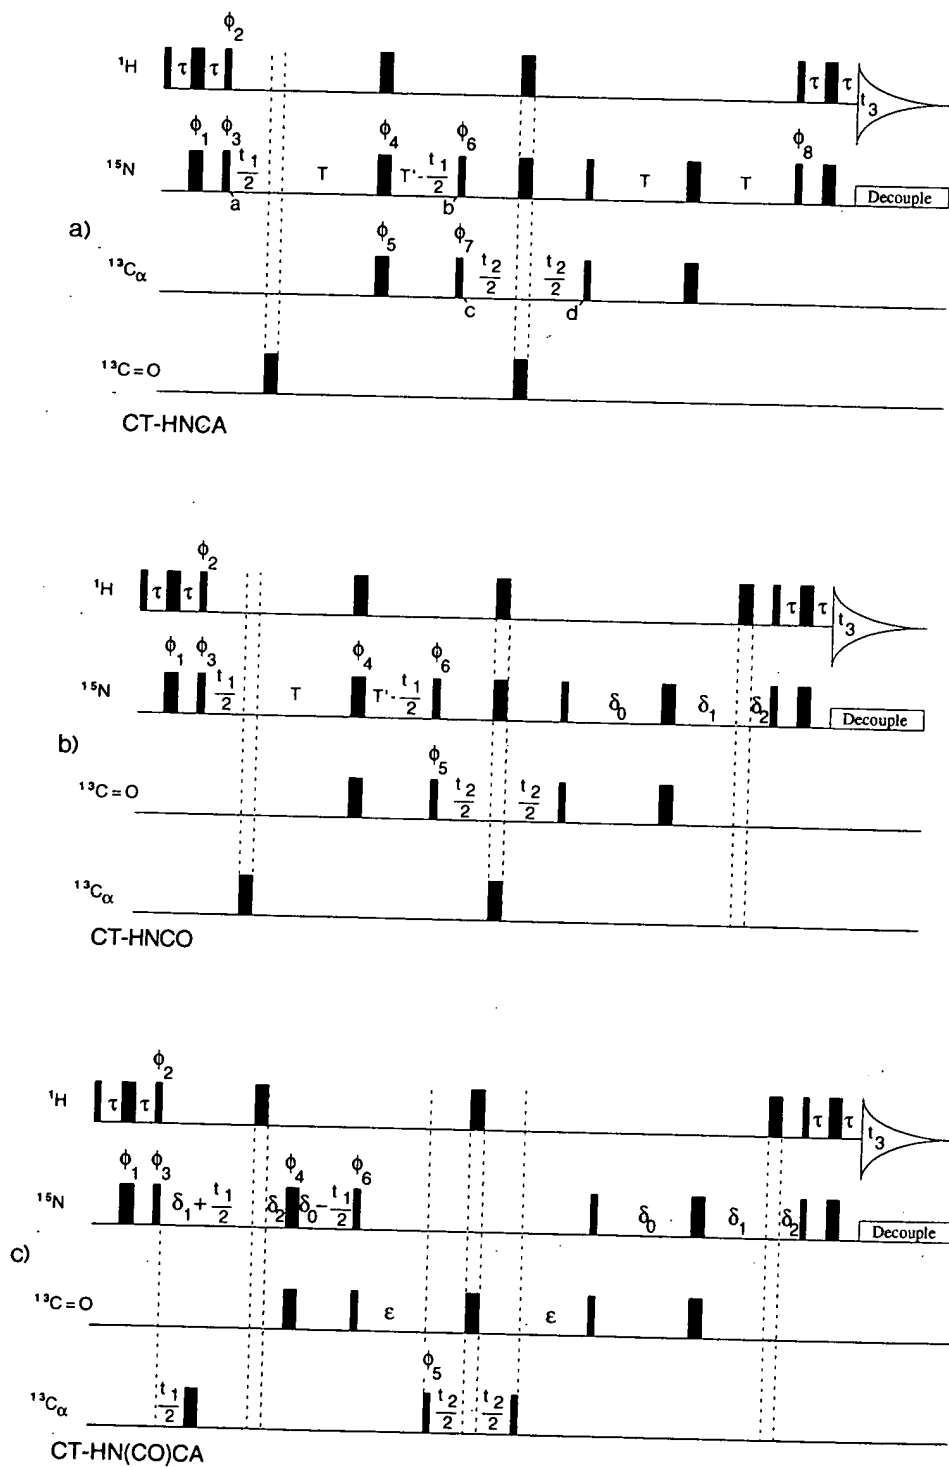 ϕ2
¹H τ τ τ τ t3
ϕ1 ϕ3 ϕ4 ϕ6 ϕ8
¹⁵N t1/2 T T'-t1/2 T T Decouple
a b
a)
ϕ5 ϕ7
¹³Cα t2/2 t2/2
c d
¹³C=O
CT-HNCA
ϕ2
¹H τ τ τ τ t3
ϕ1 ϕ3 ϕ4 ϕ6
¹⁵N t1/2 T T'-t1/2 δ0 δ1 δ2 Decouple
b)
ϕ5
¹³C=O t2/2 t2/2
¹³Cα
CT-HNCO
ϕ2
¹H τ τ τ τ t3
ϕ1 ϕ3 ϕ4 ϕ6
¹⁵N δ1+t1/2 δ2 δ0-t1/2 δ0 δ1 δ2 Decouple
c)
¹³C=O ε ε
ϕ5
¹³Cα t1/2 t2/2 t2/2
CT-HN(CO)CA